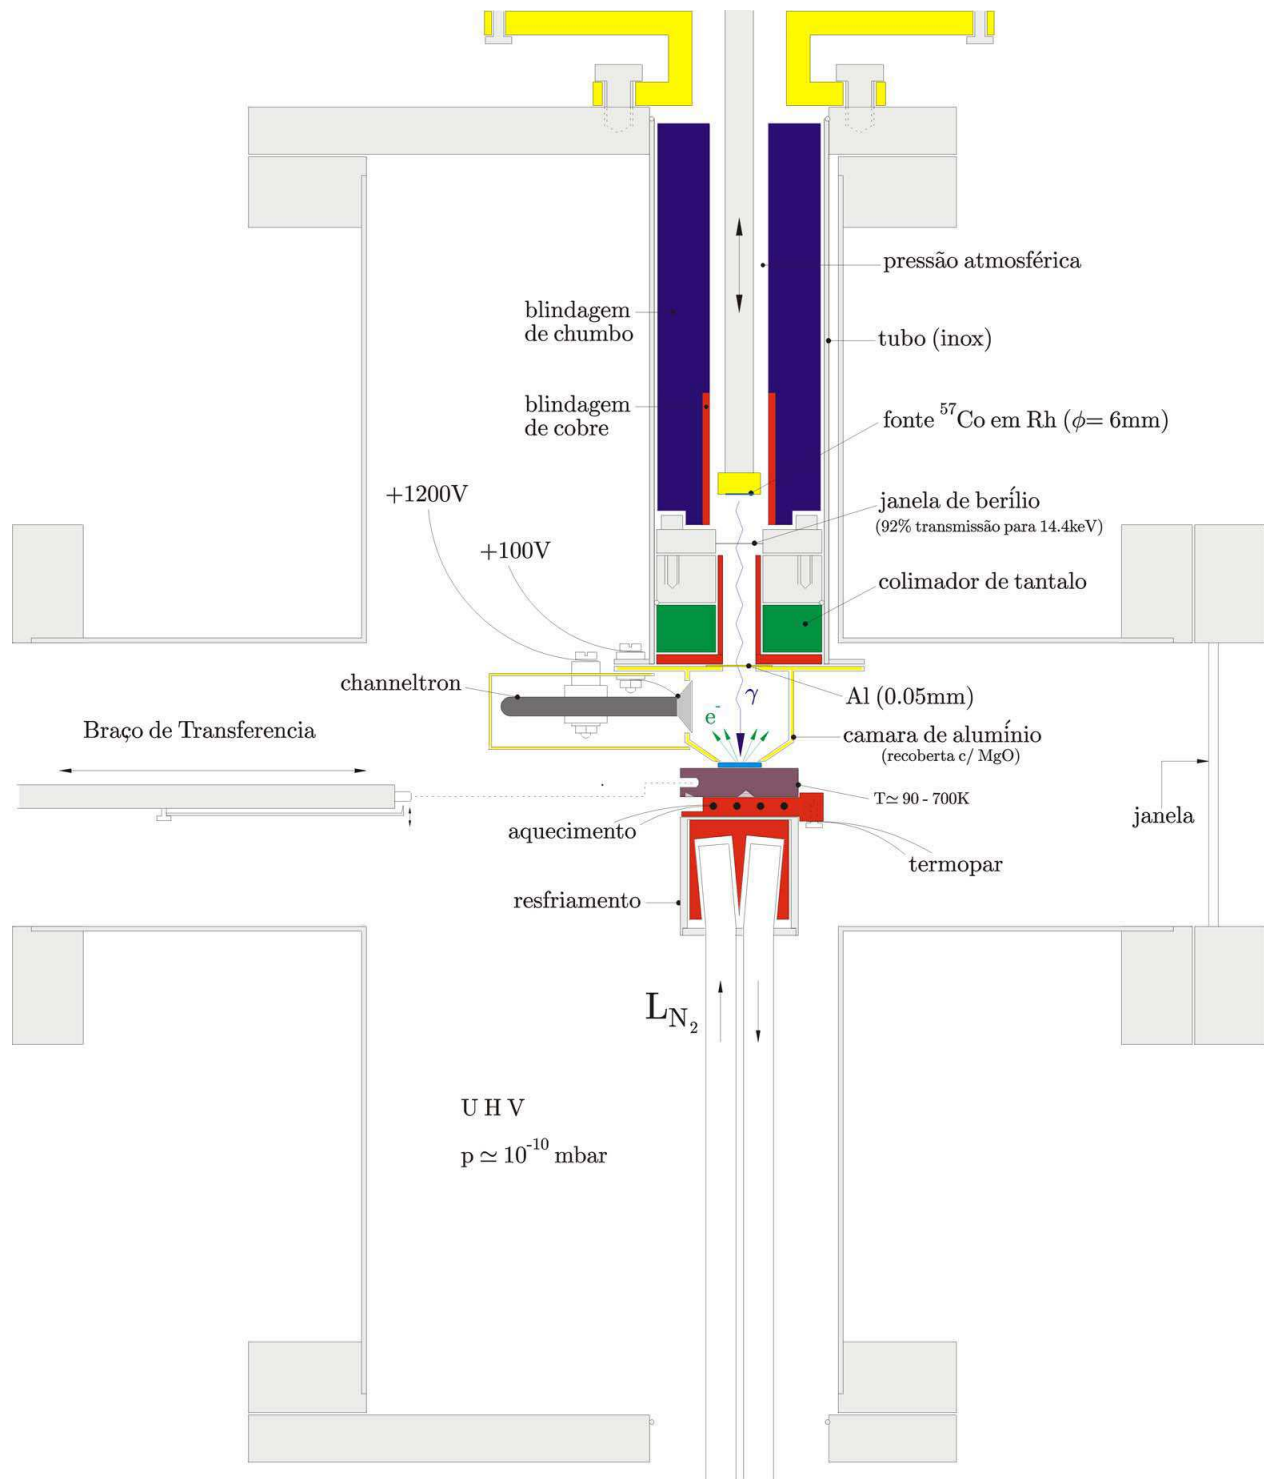 pressão atmosférica
blindagem
de chumbo
tubo (inox)
blindagem
de cobre
fonte ⁵⁷Co em Rh (ϕ= 6mm)
+1200V
janela de berílio
(92% transmissão para 14.4keV)
+100V
colimador de tantalo
channeltron
γ
Al (0.05mm)
e⁻
Braço de Transferencia
camara de alumínio
(recoberta c/ MgO)
T≃ 90 - 700K
janela
aquecimento
termopar
resfriamento
L_N₂
U H V
p ≃ 10⁻¹⁰ mbar